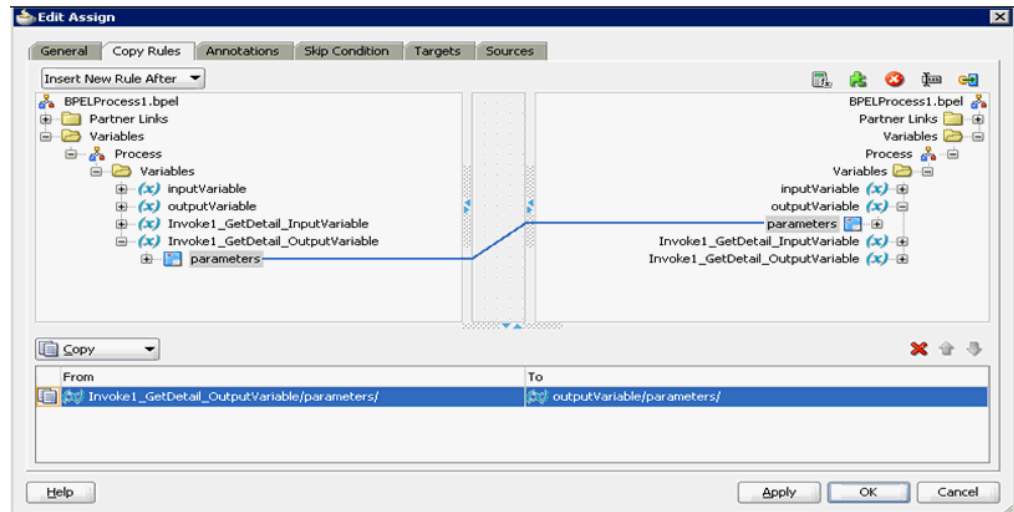 Edit Assign
General Copy Rules Annotations Skip Condition Targets Sources
Insert New Rule After
BPELProcess1.bpel
Partner Links
Variables
Process
Variables
(x) inputVariable
(x) outputVariable
(x) Invoke1_GetDetail_InputVariable
(x) Invoke1_GetDetail_OutputVariable
parameters
BPELProcess1.bpel
Partner Links
Variables
Process
Variables
inputVariable (x)
outputVariable (x)
parameters
Invoke1_GetDetail_InputVariable (x)
Invoke1_GetDetail_OutputVariable (x)
Copy
From To
Invoke1_GetDetail_OutputVariable/parameters/ outputVariable/parameters/
Help Apply OK Cancel